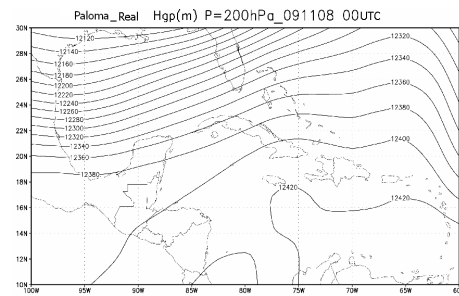 Paloma_Real Hgp(m) P=200hPa_091108 00UTC
30N
28N
26N
24N
22N
20N
18N
16N
14N
12N
10N
12120
12140
12160
12180
12200
12220
12240
12260
12280
12300
12320
12340
12360
12380
12320
12340
12360
12380
12400
12420
12420
100W 95W 90W 85W 80W 75W 70W 65W 60